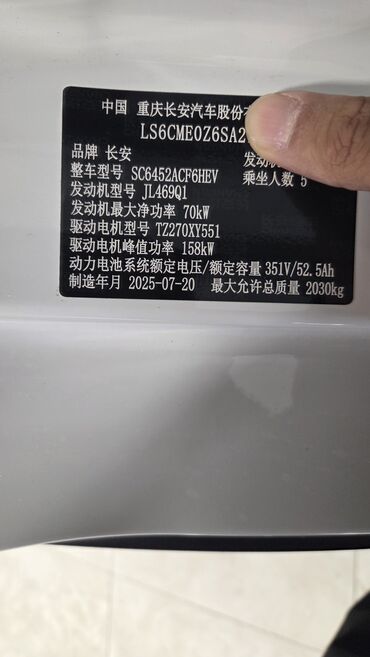 中国 重庆长安汽车股份
LS6CME0Z6SA2
品牌 长安 发动机
整车型号 SC6452ACF6HEV 乘坐人数 5
发动机型号 JL469Q1
发动机最大净功率 70kW
驱动电机型号 TZ270XY551
驱动电机峰值功率 158kW
动力电池系统额定电压/额定容量 351V/52.5Ah
制造年月 2025-07-20 最大允许总质量 2030kg